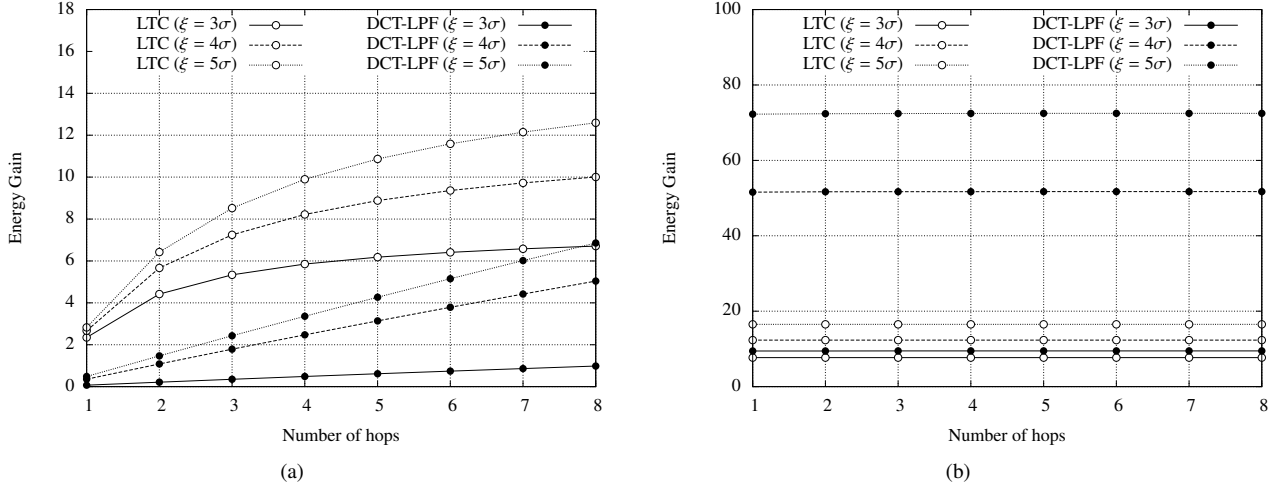 18
16
14
12
10
8
6
4
2
0
Energy Gain
LTC (ξ = 3σ)
LTC (ξ = 4σ)
LTC (ξ = 5σ)
DCT-LPF (ξ = 3σ)
DCT-LPF (ξ = 4σ)
DCT-LPF (ξ = 5σ)
1 2 3 4 5 6 7 8
Number of hops
(a)
100
80
60
40
20
0
Energy Gain
LTC (ξ = 3σ)
LTC (ξ = 4σ)
LTC (ξ = 5σ)
DCT-LPF (ξ = 3σ)
DCT-LPF (ξ = 4σ)
DCT-LPF (ξ = 5σ)
1 2 3 4 5 6 7 8
Number of hops
(b)